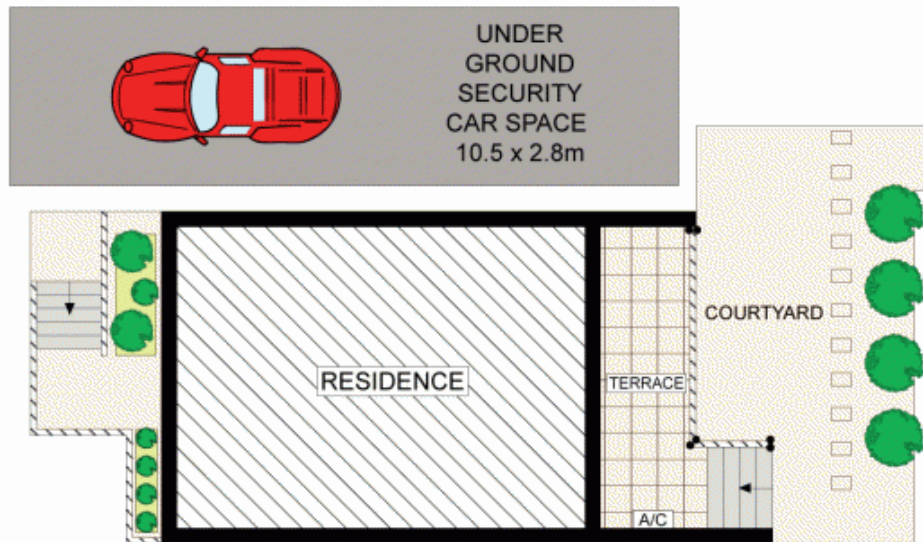 UNDER
GROUND
SECURITY
CAR SPACE
10.5 x 2.8m
COURTYARD
RESIDENCE
TERRACE
A/C